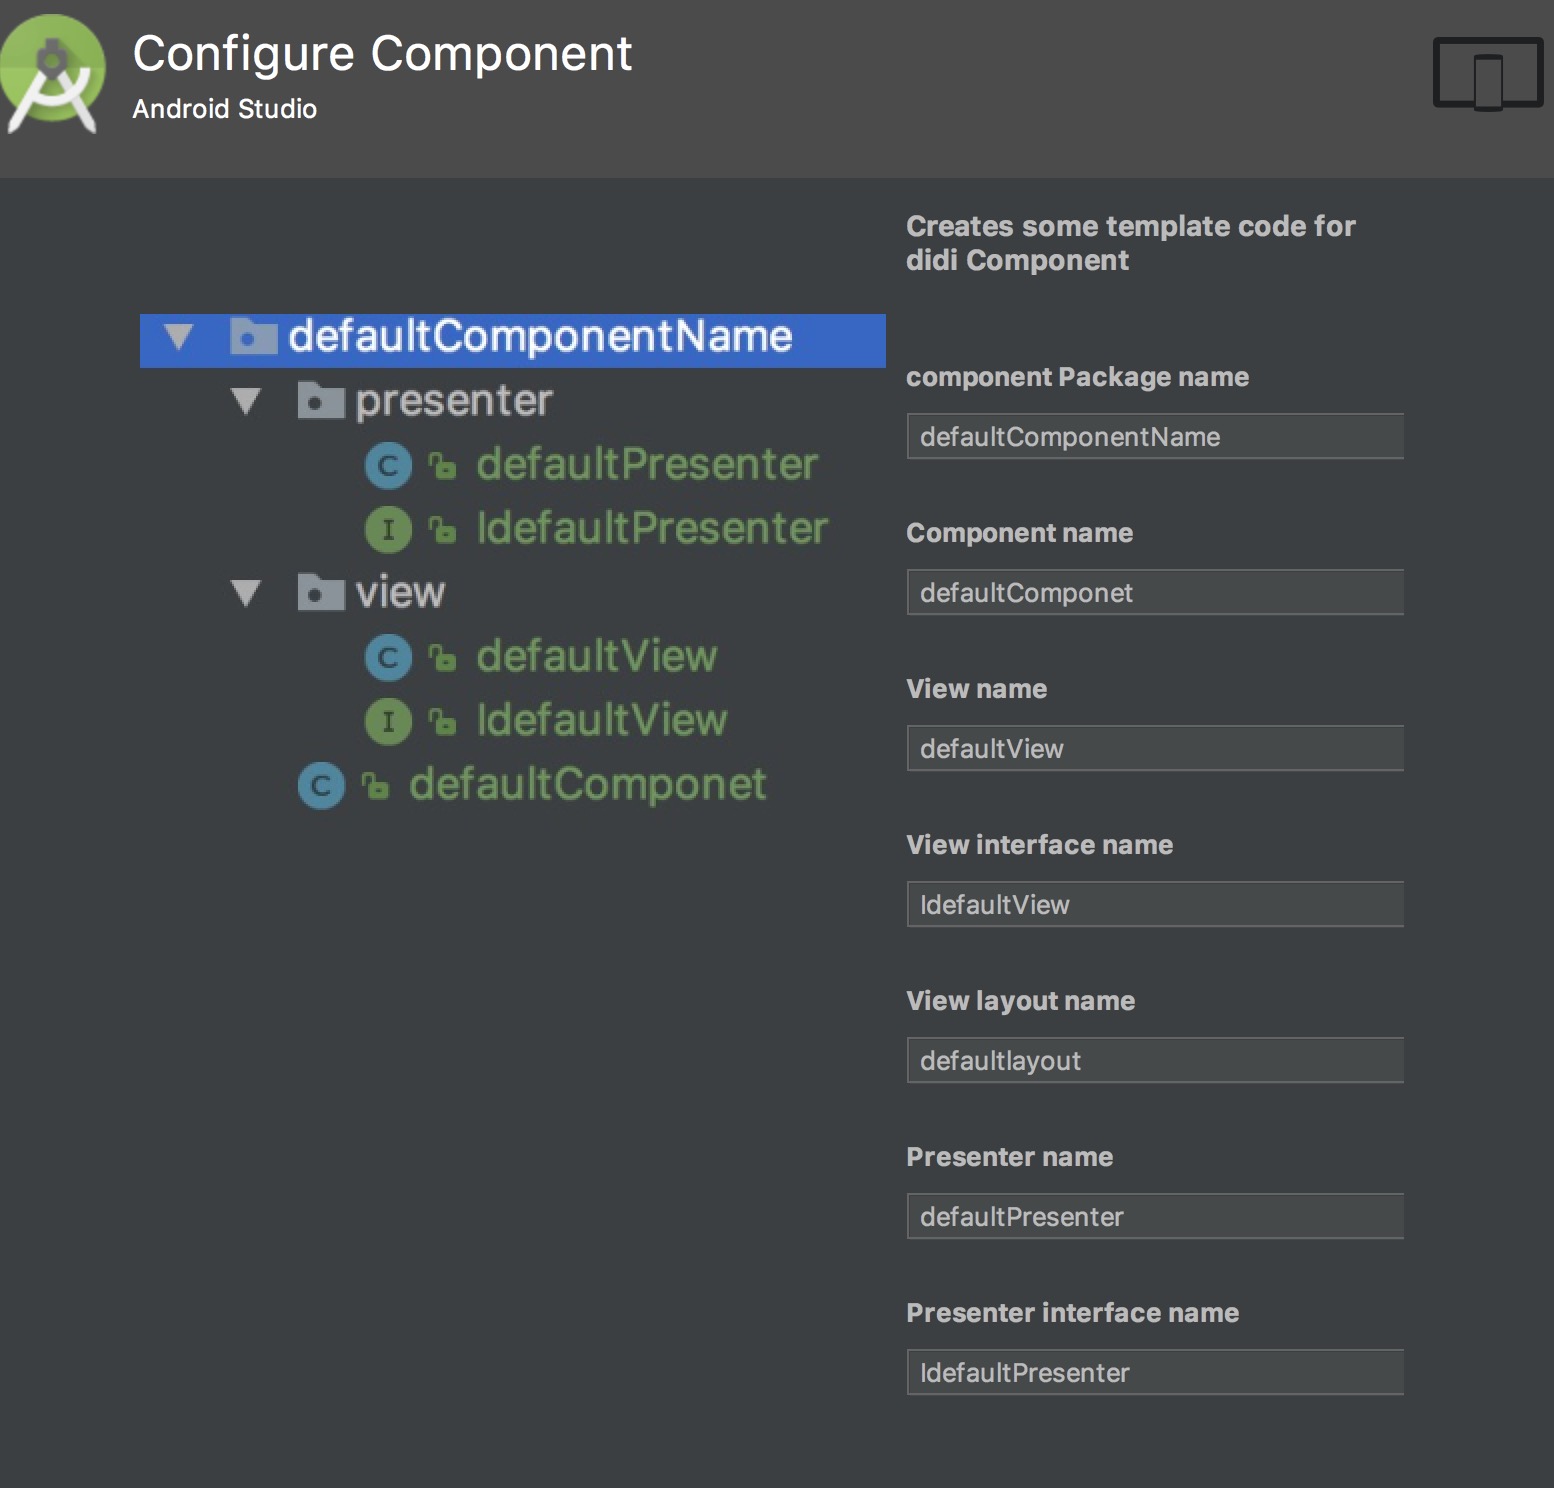 Configure Component
Android Studio
defaultComponentName
presenter
C defaultPresenter
I IdefaultPresenter
view
C defaultView
I IdefaultView
C defaultComponet
Creates some template code for
didi Component
component Package name
defaultComponentName
Component name
defaultComponet
View name
defaultView
View interface name
IdefaultView
View layout name
defaultlayout
Presenter name
defaultPresenter
Presenter interface name
IdefaultPresenter